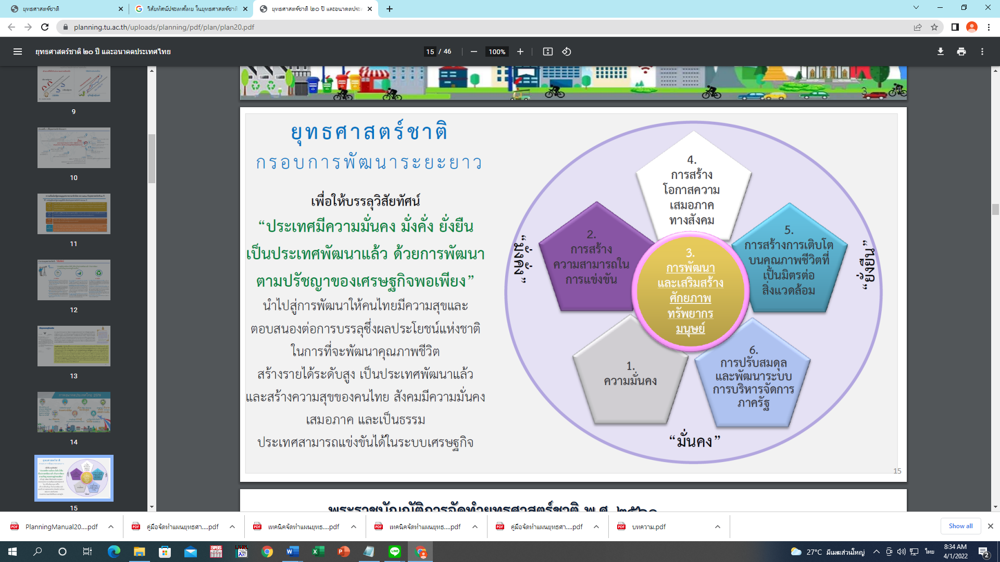 ยุทธศาสตร์ชาติ
วิสัยทัศน์ประเทศไทย ในยุทธศาสตร์ชาติ
ยุทธศาสตร์ชาติ ๒๐ ปี และอนาคตประเ
planning.tu.ac.th/uploads/planning/pdf/plan/plan20.pdf
ยุทธศาสตร์ชาติ ๒๐ ปี และอนาคตประเทศไทย
15 / 46
100%
9
10
11
12
13
ภาพอนาคตประเทศไทย 2579
14
15
3
14
ยุทธศาสตร์ชาติ
กรอบการพัฒนาระยะยาว
เพื่อให้บรรลุวิสัยทัศน์
“ประเทศมีความมั่นคง มั่งคั่ง ยั่งยืน
เป็นประเทศพัฒนาแล้ว ด้วยการพัฒนา
ตามปรัชญาของเศรษฐกิจพอเพียง”
นำไปสู่การพัฒนาให้คนไทยมีความสุขและ
ตอบสนองต่อการบรรลุซึ่งผลประโยชน์แห่งชาติ
ในการที่จะพัฒนาคุณภาพชีวิต
สร้างรายได้ระดับสูง เป็นประเทศพัฒนาแล้ว
และสร้างความสุขของคนไทย สังคมมีความมั่นคง
เสมอภาค และเป็นธรรม
ประเทศสามารถแข่งขันได้ในระบบเศรษฐกิจ
4.
การสร้าง
โอกาสความ
เสมอภาค
ทางสังคม
“มั่งคั่ง”
2.
การสร้าง
ความสามารถใน
การแข่งขัน
3.
การพัฒนา
และเสริมสร้าง
ศักยภาพ
ทรัพยากร
มนุษย์
5.
การสร้างการเติบโต
บนคุณภาพชีวิตที่
เป็นมิตรต่อ
สิ่งแวดล้อม
“ยั่งยืน”
1.
ความมั่นคง
6.
การปรับสมดุล
และพัฒนาระบบ
การบริหารจัดการ
ภาครัฐ
“มั่นคง”
15
พระราชบัญญัติการจัดทำยุทธศาสตร์ชาติ พ.ศ. ๒๕๖๐
PlanningManual20....pdf
คู่มือจัดทำแผนยุทธศา....pdf
เทคนิคจัดทำแผนยุทธ....pdf
เทคนิคจัดทำแผนยุทธ....pdf
คู่มือจัดทำแผนยุทธศา....pdf
บทความ.pdf
Show all
27°C มีเมฆส่วนใหญ่
ไทย
8:34 AM
4/1/2022
2